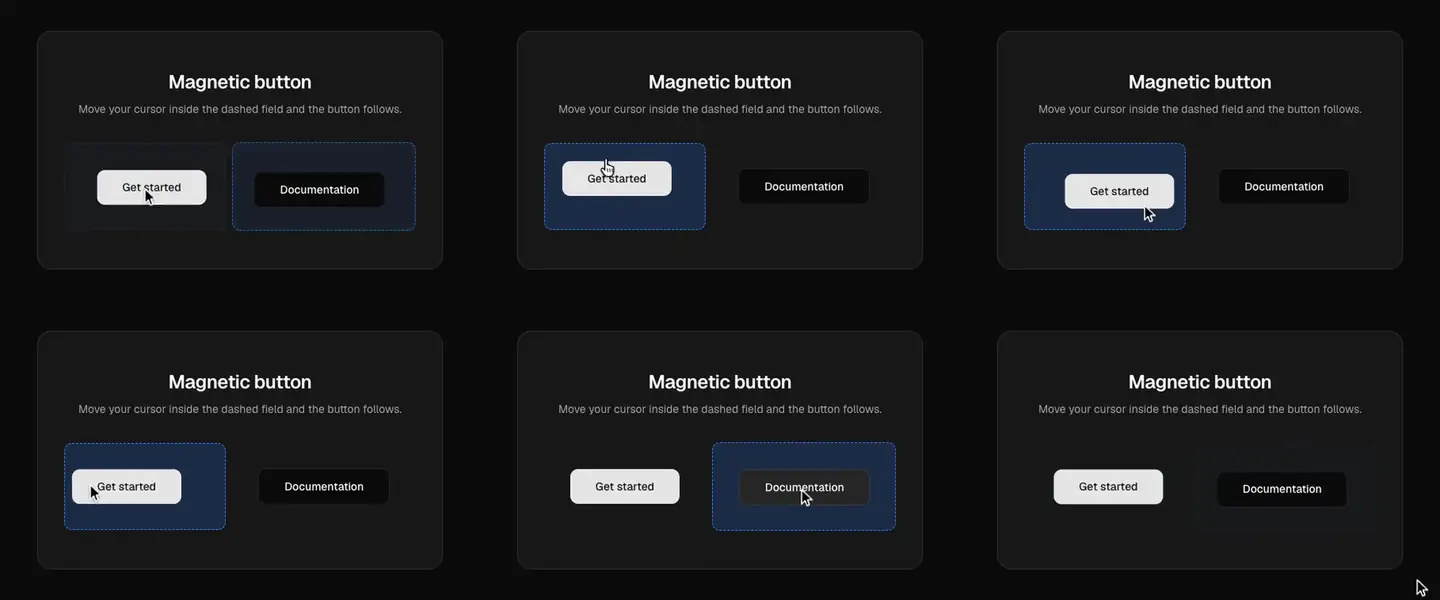 Magnetic button
Move your cursor inside the dashed field and the button follows.
Get started
Documentation
Magnetic button
Move your cursor inside the dashed field and the button follows.
Get started
Documentation
Magnetic button
Move your cursor inside the dashed field and the button follows.
Get started
Documentation
Magnetic button
Move your cursor inside the dashed field and the button follows.
Get started
Documentation
Magnetic button
Move your cursor inside the dashed field and the button follows.
Get started
Documentation
Magnetic button
Move your cursor inside the dashed field and the button follows.
Get started
Documentation